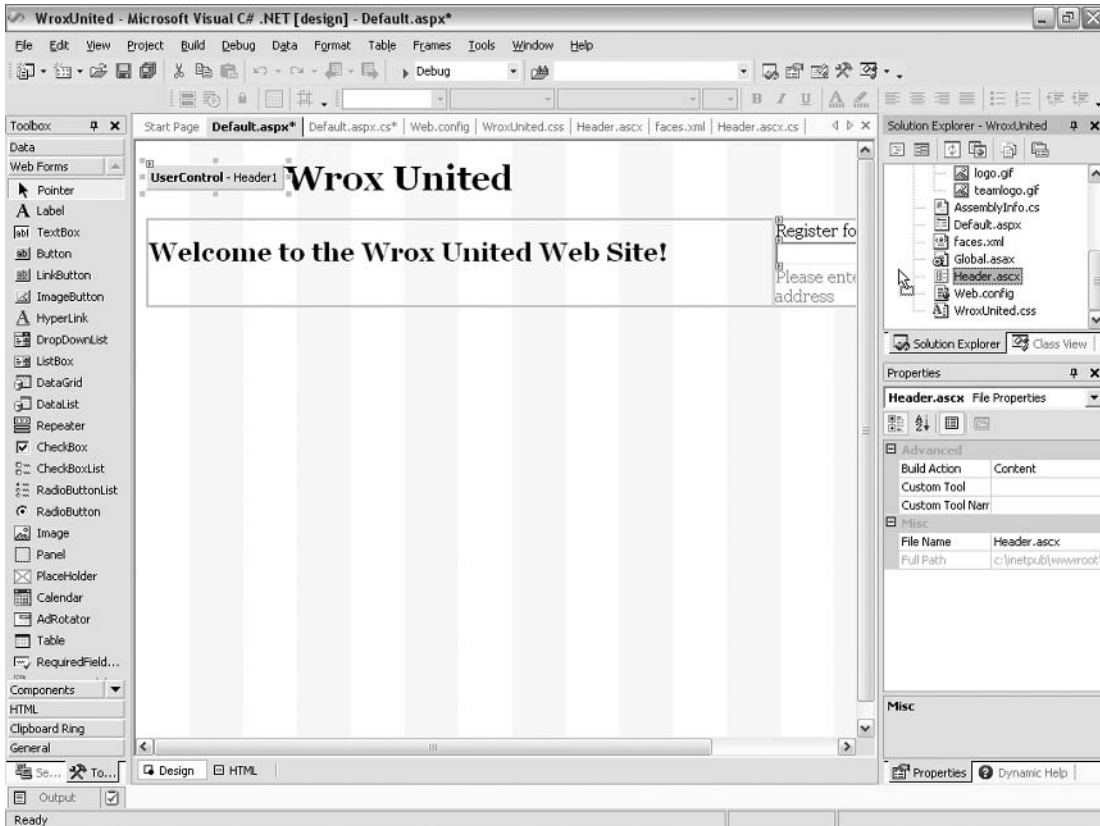 WroxUnited - Microsoft Visual C# .NET [design] - Default.aspx*
File Edit View Project Build Debug Data Format Table Frames Tools Window Help
Debug
B I U
Toolbox
Data
Web Forms
Pointer
A Label
abl TextBox
ab Button
ab LinkButton
ImageButton
A HyperLink
DropDownList
ListBox
DataGrid
DataList
Repeater
CheckBox
CheckBoxList
RadioButtonList
RadioButton
Image
Panel
PlaceHolder
Calendar
AdRotator
Table
RequiredField...
Components
HTML
Clipboard Ring
General
Se... To...
Start Page Default.aspx* Default.aspx.cs* Web.config WroxUnited.css Header.ascx faces.xml Header.ascx.cs
UserControl - Header1
Wrox United
Welcome to the Wrox United Web Site!
Register fo
Please ente
address
Design HTML
Solution Explorer - WroxUnited
logo.gif
teamlogo.gif
AssemblyInfo.cs
Default.aspx
faces.xml
Global.asax
Header.ascx
Web.config
WroxUnited.css
Solution Explorer Class View
Properties
Header.ascx File Properties
Advanced
Build Action Content
Custom Tool
Custom Tool Nam
Misc
File Name Header.ascx
Full Path c:\inetpub\wwwroot\
Misc
Properties Dynamic Help
Output
Ready